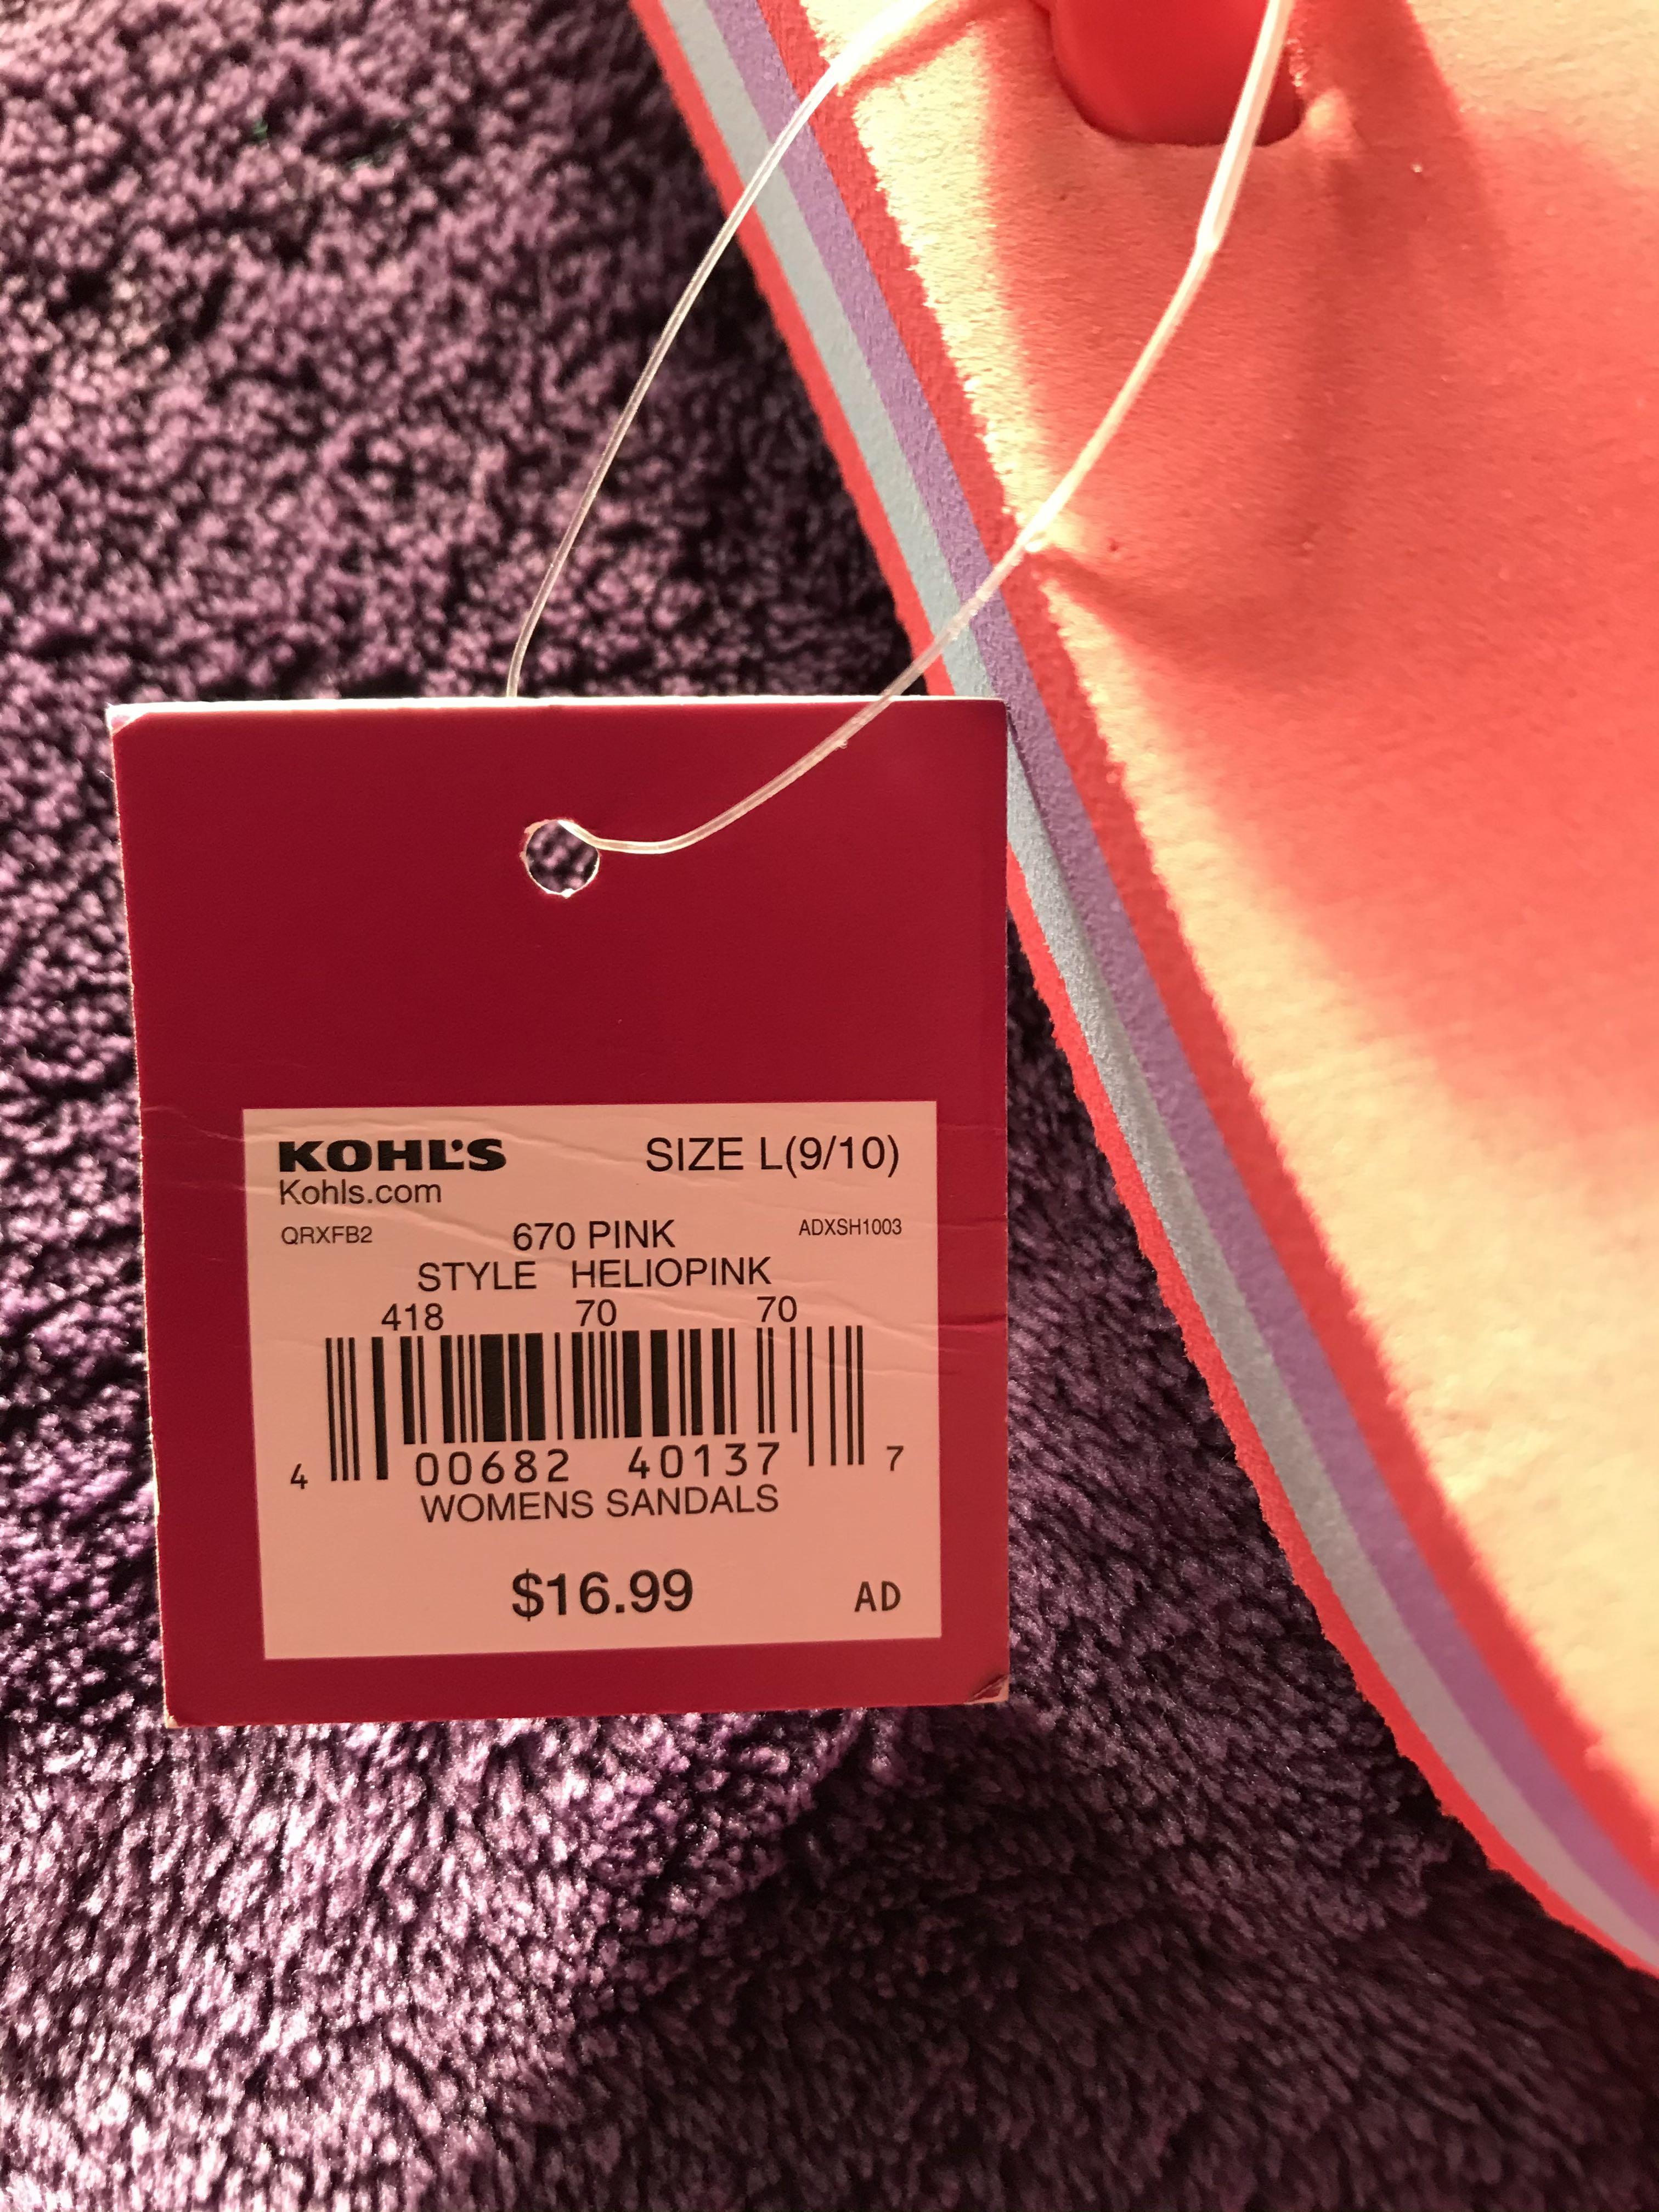 KOHL'S SIZE L(9/10)
Kohls.com
QRXFB2 670 PINK ADXSH1003
STYLE HELIOPINK
418 70 70
4 00682 40137 7
WOMENS SANDALS
$16.99 AD